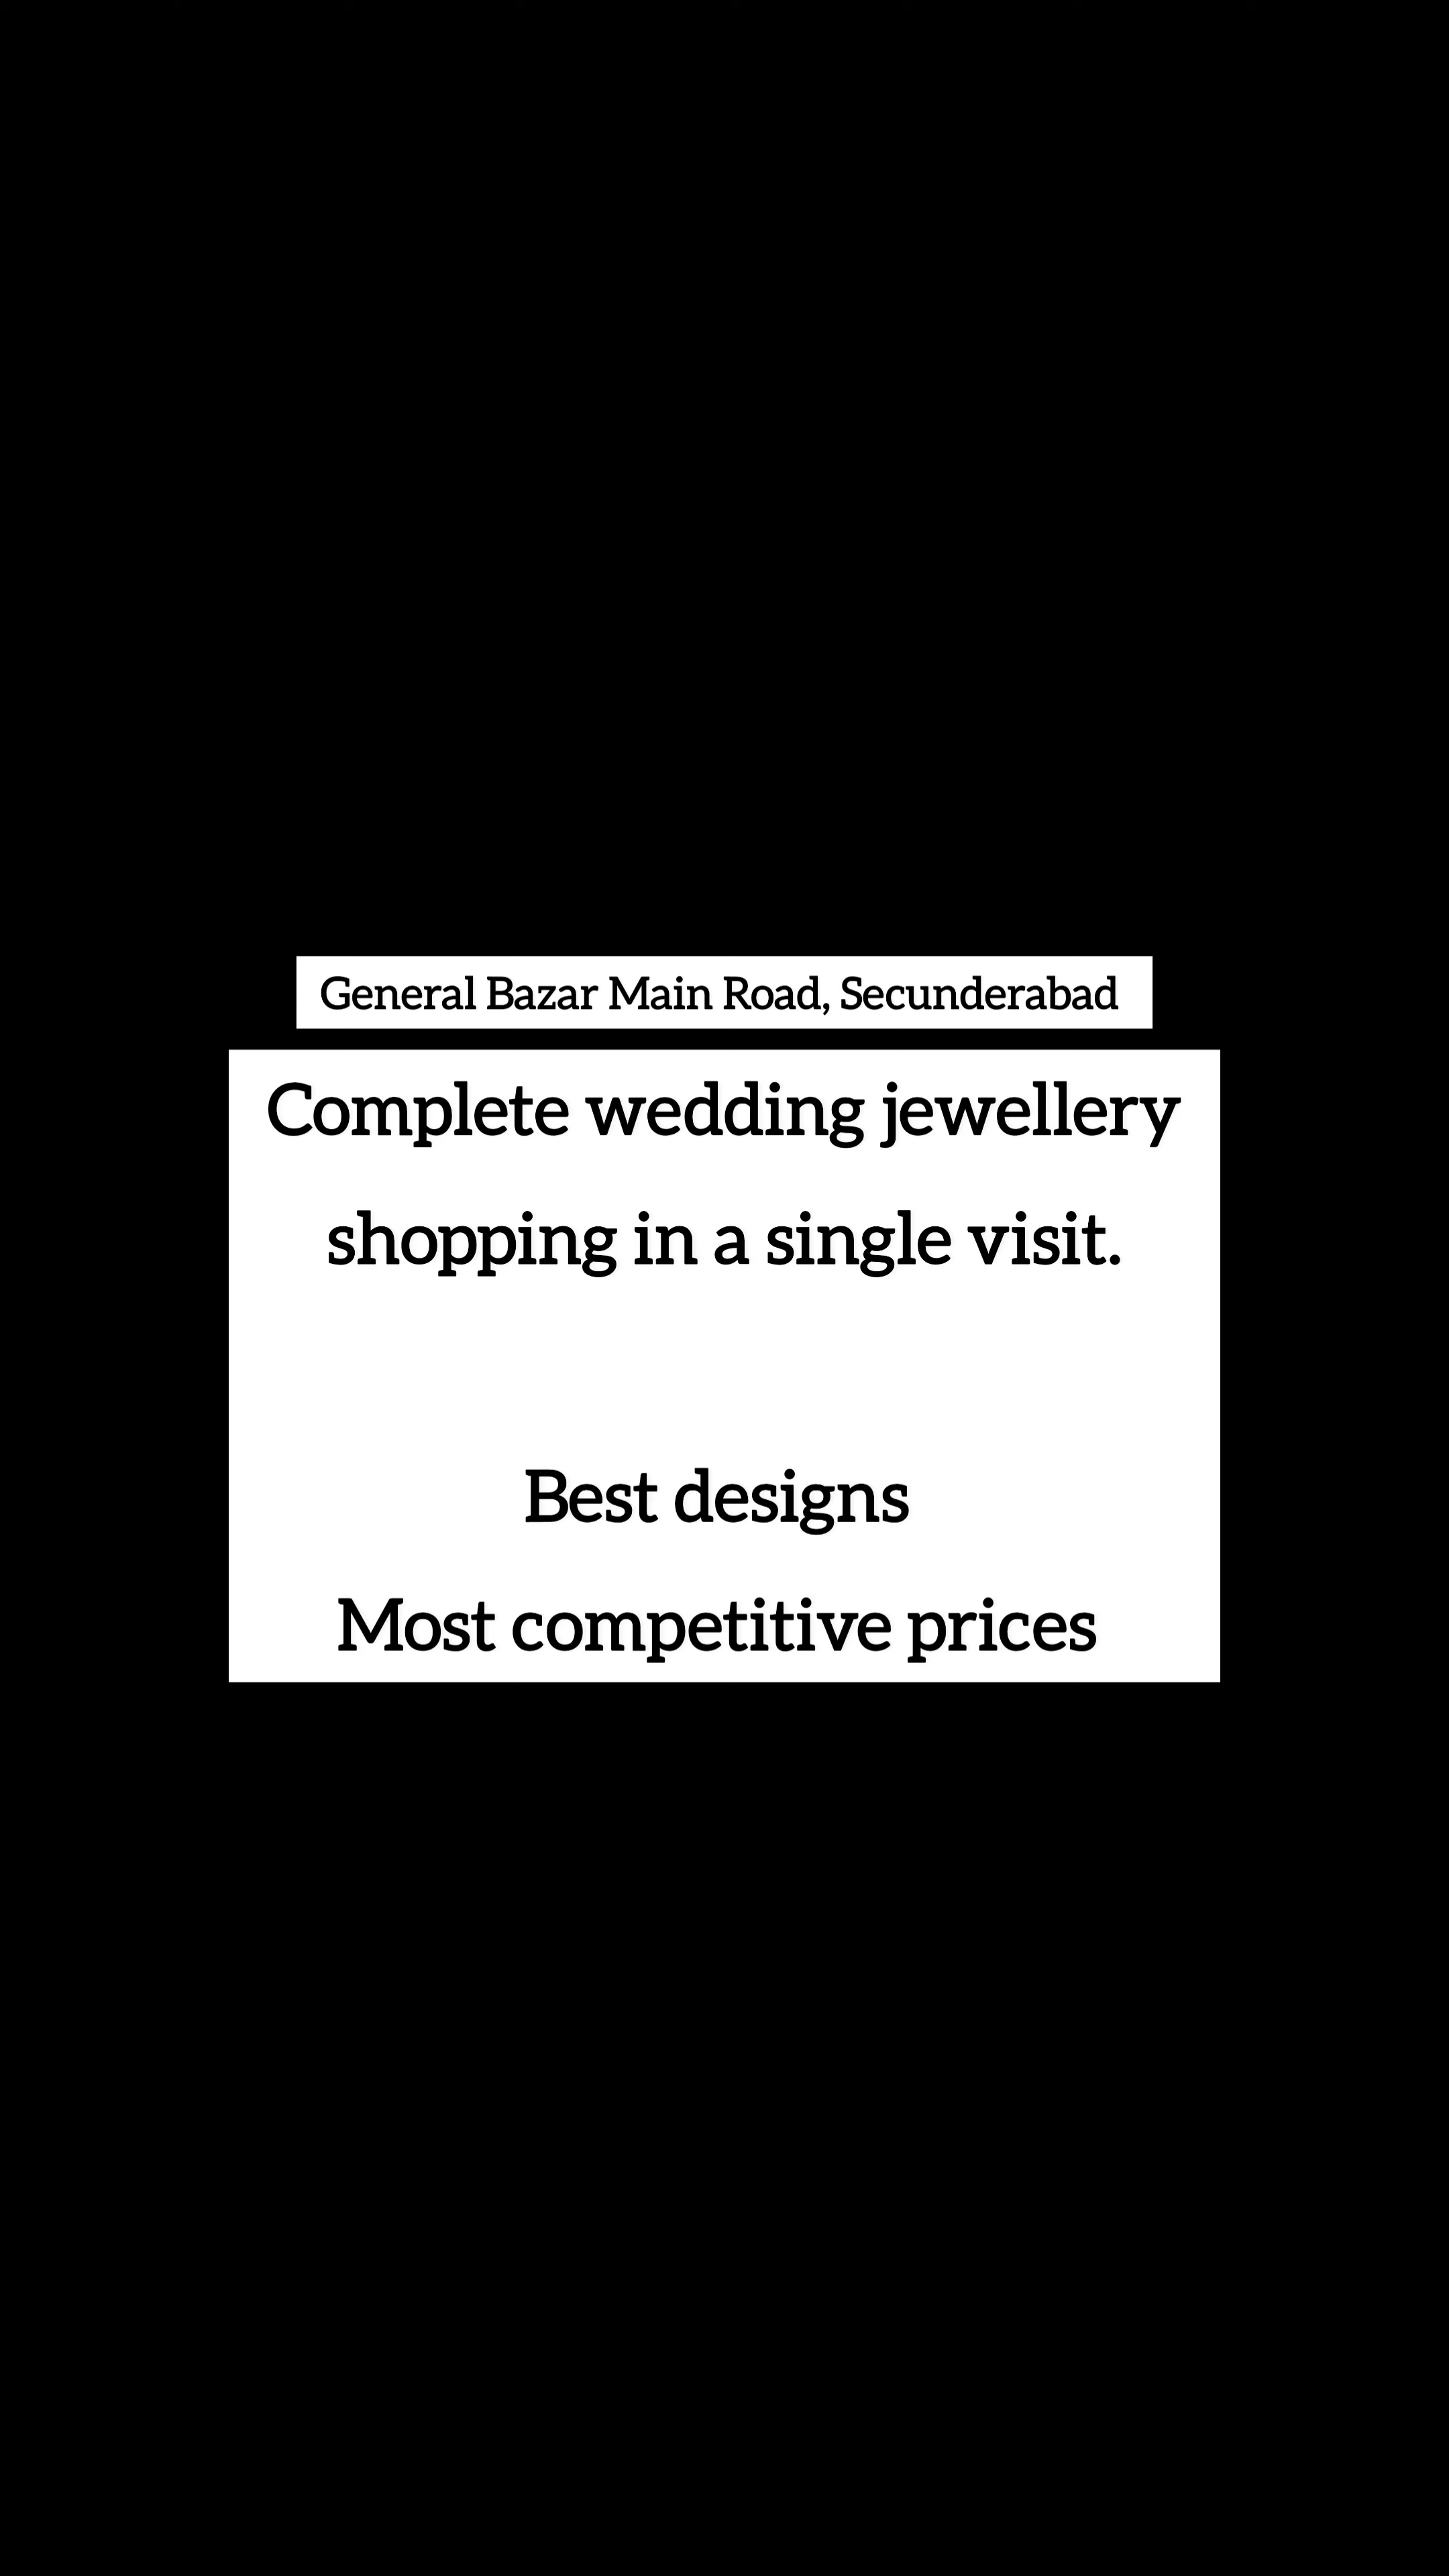 General Bazar Main Road, Secunderabad
Complete wedding jewellery
shopping in a single visit.
Best designs
Most competitive prices